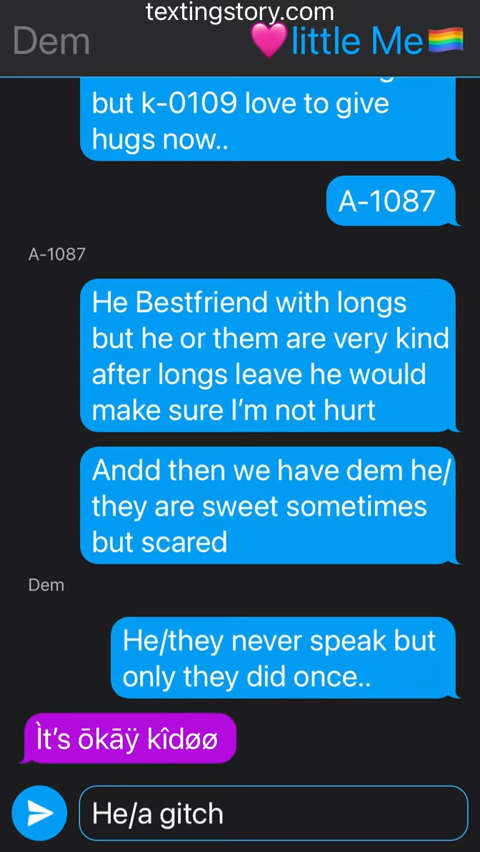 textingstory.com
Dem
💗little Me🏳️‍🌈
but k-0109 love to give
hugs now..
A-1087
A-1087
He Bestfriend with longs
but he or them are very kind
after longs leave he would
make sure I’m not hurt
Andd then we have dem he/
they are sweet sometimes
but scared
Dem
He/they never speak but
only they did once..
Ìt’s ōkāÿ kîdøø
He/a gitch